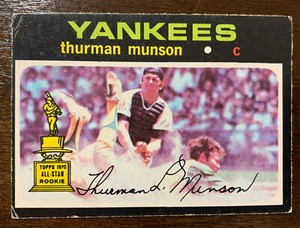 YANKEES
thurman munson c
TOPPS 1970
ALL-STAR
ROOKIE
Thurman L. Munson